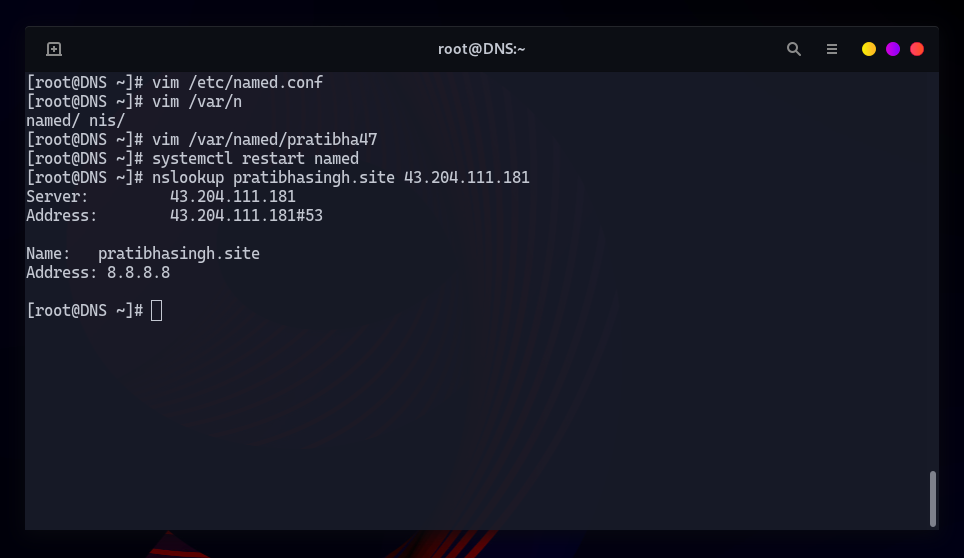 root@DNS:~
[root@DNS ~]# vim /etc/named.conf
[root@DNS ~]# vim /var/n
named/ nis/
[root@DNS ~]# vim /var/named/pratibha47
[root@DNS ~]# systemctl restart named
[root@DNS ~]# nslookup pratibhasingh.site 43.204.111.181
Server:         43.204.111.181
Address:        43.204.111.181#53
Name:   pratibhasingh.site
Address: 8.8.8.8
[root@DNS ~]#